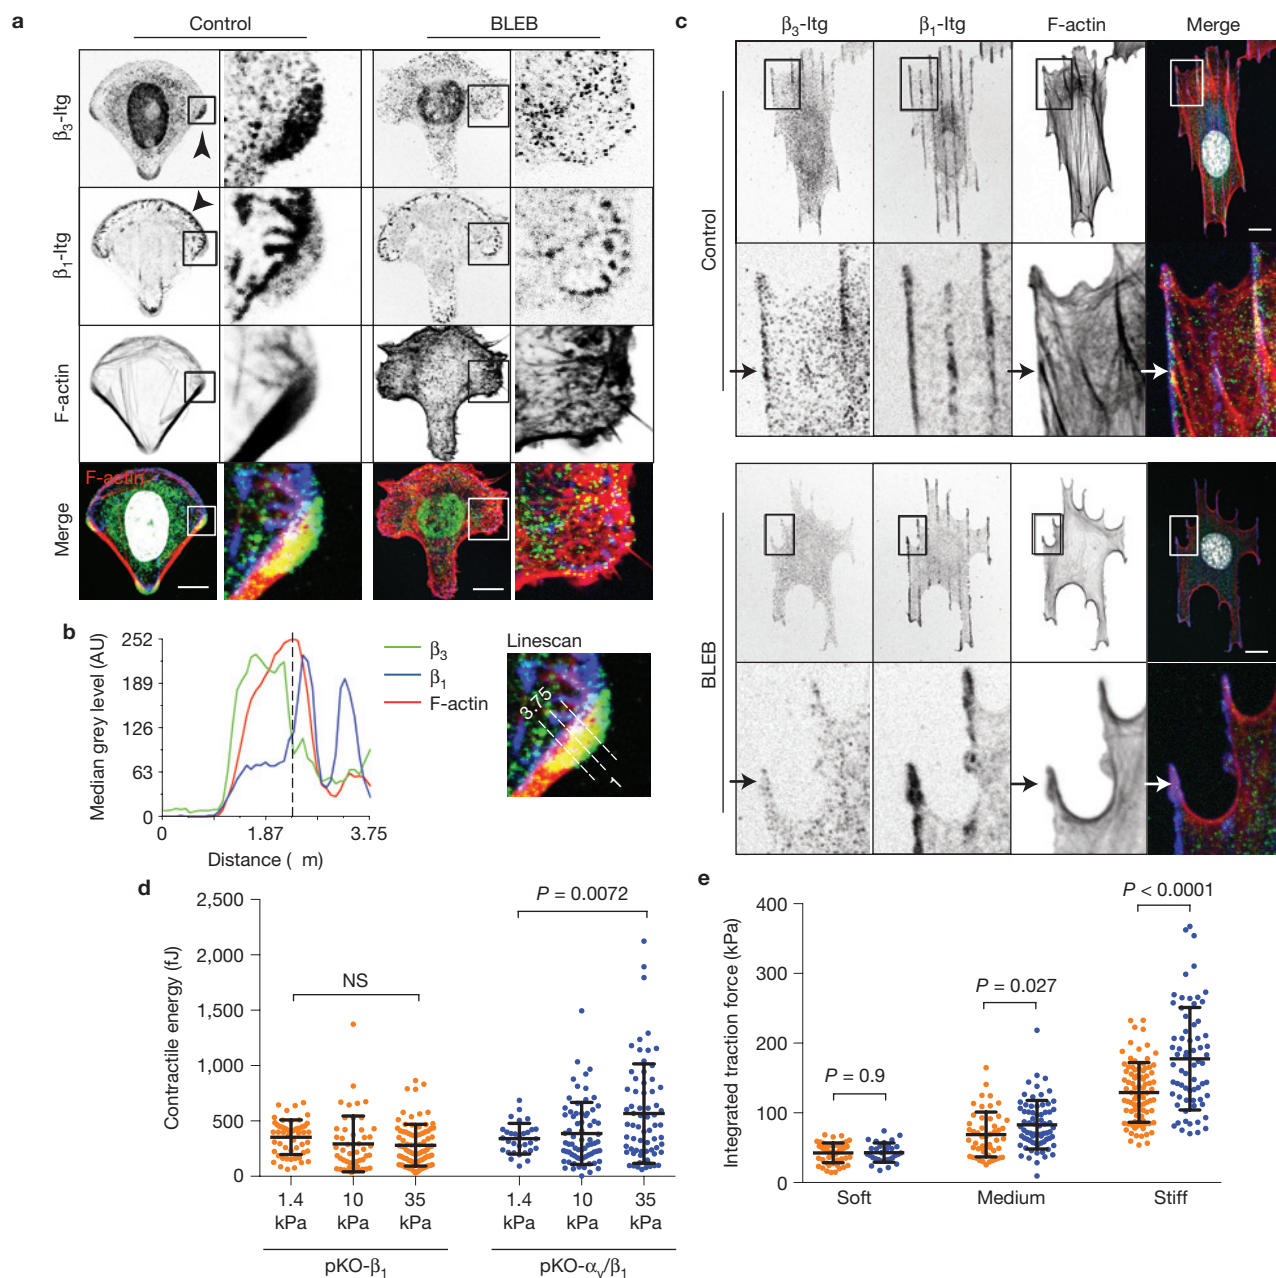 a
Control
BLEB
β3-Itg
β1-Itg
F-actin
Merge
F-actin
b
Median grey level (AU)
252
189
126
63
0
0
1.87
3.75
Distance ( m)
β3
β1
F-actin
Linescan
3.75
1
c
β3-Itg
β1-Itg
F-actin
Merge
Control
BLEB
d
Contractile energy (fJ)
2,500
2,000
1,500
1,000
500
0
NS
P = 0.0072
1.4 kPa
10 kPa
35 kPa
1.4 kPa
10 kPa
35 kPa
pKO-β1
pKO-αv/β1
e
Integrated traction force (kPa)
400
300
200
100
0
P = 0.9
P = 0.027
P < 0.0001
Soft
Medium
Stiff